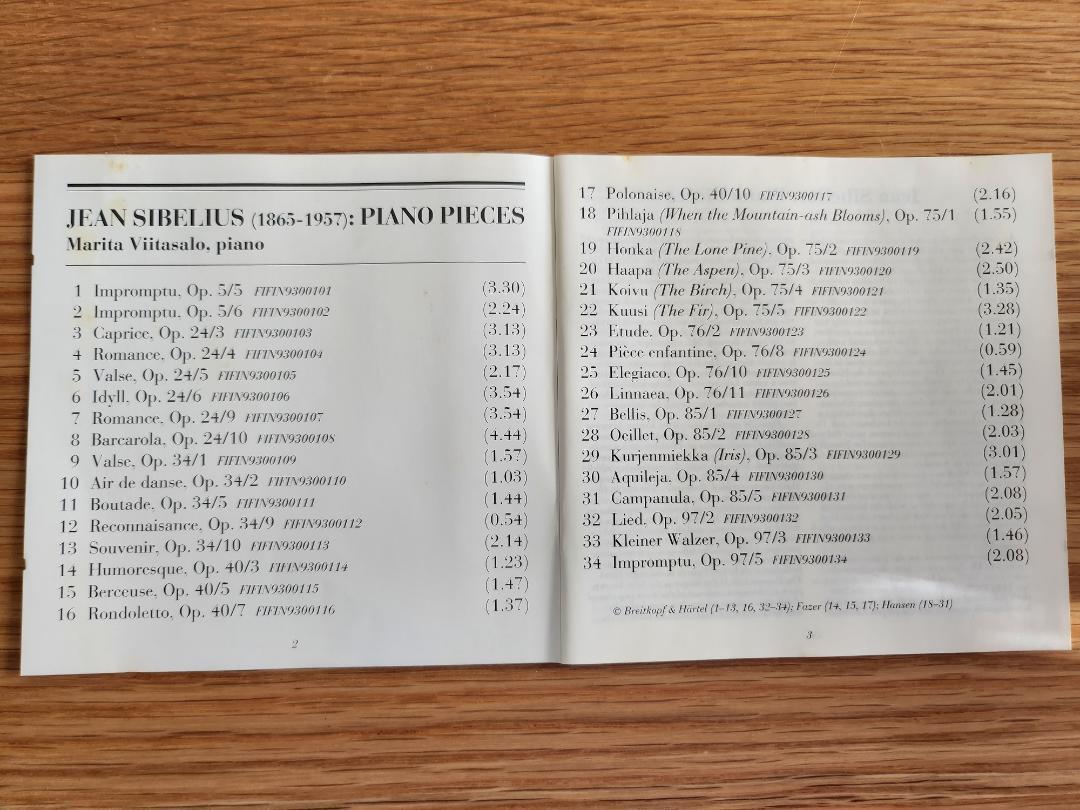 JEAN SIBELIUS (1865-1957): PIANO PIECES
Marita Viitasalo, piano
1 Impromptu, Op. 5/5 FIFIN9300101 (3.30)
2 Impromptu, Op. 5/6 FIFIN9300102 (2.24)
3 Caprice, Op. 24/3 FIFIN9300103 (3.13)
4 Romance, Op. 24/4 FIFIN9300104 (3.13)
5 Valse, Op. 24/5 FIFIN9300105 (2.17)
6 Idyll, Op. 24/6 FIFIN9300106 (3.54)
7 Romance, Op. 24/9 FIFIN9300107 (3.54)
8 Barcarola, Op. 24/10 FIFIN9300108 (4.44)
9 Valse, Op. 34/1 FIFIN9300109 (1.57)
10 Air de danse, Op. 34/2 FIFIN9300110 (1.03)
11 Boutade, Op. 34/5 FIFIN9300111 (1.44)
12 Reconnaisance, Op. 34/9 FIFIN9300112 (0.54)
13 Souvenir, Op. 34/10 FIFIN9300113 (2.14)
14 Humoresque, Op. 40/3 FIFIN9300114 (1.23)
15 Berceuse, Op. 40/5 FIFIN9300115 (1.47)
16 Rondoletto, Op. 40/7 FIFIN9300116 (1.37)
2
17 Polonaise, Op. 40/10 FIFIN9300117 (2.16)
18 Pihlaja (When the Mountain-ash Blooms), Op. 75/1 (1.55)
FIFIN9300118
19 Honka (The Lone Pine), Op. 75/2 FIFIN9300119 (2.42)
20 Haapa (The Aspen), Op. 75/3 FIFIN9300120 (2.50)
21 Koivu (The Birch), Op. 75/4 FIFIN9300121 (1.35)
22 Kuusi (The Fir), Op. 75/5 FIFIN9300122 (3.28)
23 Etude, Op. 76/2 FIFIN9300123 (1.21)
24 Pièce enfantine, Op. 76/8 FIFIN9300124 (0.59)
25 Elegiaco, Op. 76/10 FIFIN9300125 (1.45)
26 Linnaea, Op. 76/11 FIFIN9300126 (2.01)
27 Bellis, Op. 85/1 FIFIN9300127 (1.28)
28 Oeillet, Op. 85/2 FIFIN9300128 (2.03)
29 Kurjenmiekka (Iris), Op. 85/3 FIFIN9300129 (3.01)
30 Aquileja, Op. 85/4 FIFIN9300130 (1.57)
31 Campanula, Op. 85/5 FIFIN9300131 (2.08)
32 Lied, Op. 97/2 FIFIN9300132 (2.05)
33 Kleiner Walzer, Op. 97/3 FIFIN9300133 (1.46)
34 Impromptu, Op. 97/5 FIFIN9300134 (2.08)
© Breitkopf & Härtel (1–13, 16, 32–34); Fazer (14, 15, 17); Hansen (18–31)
3